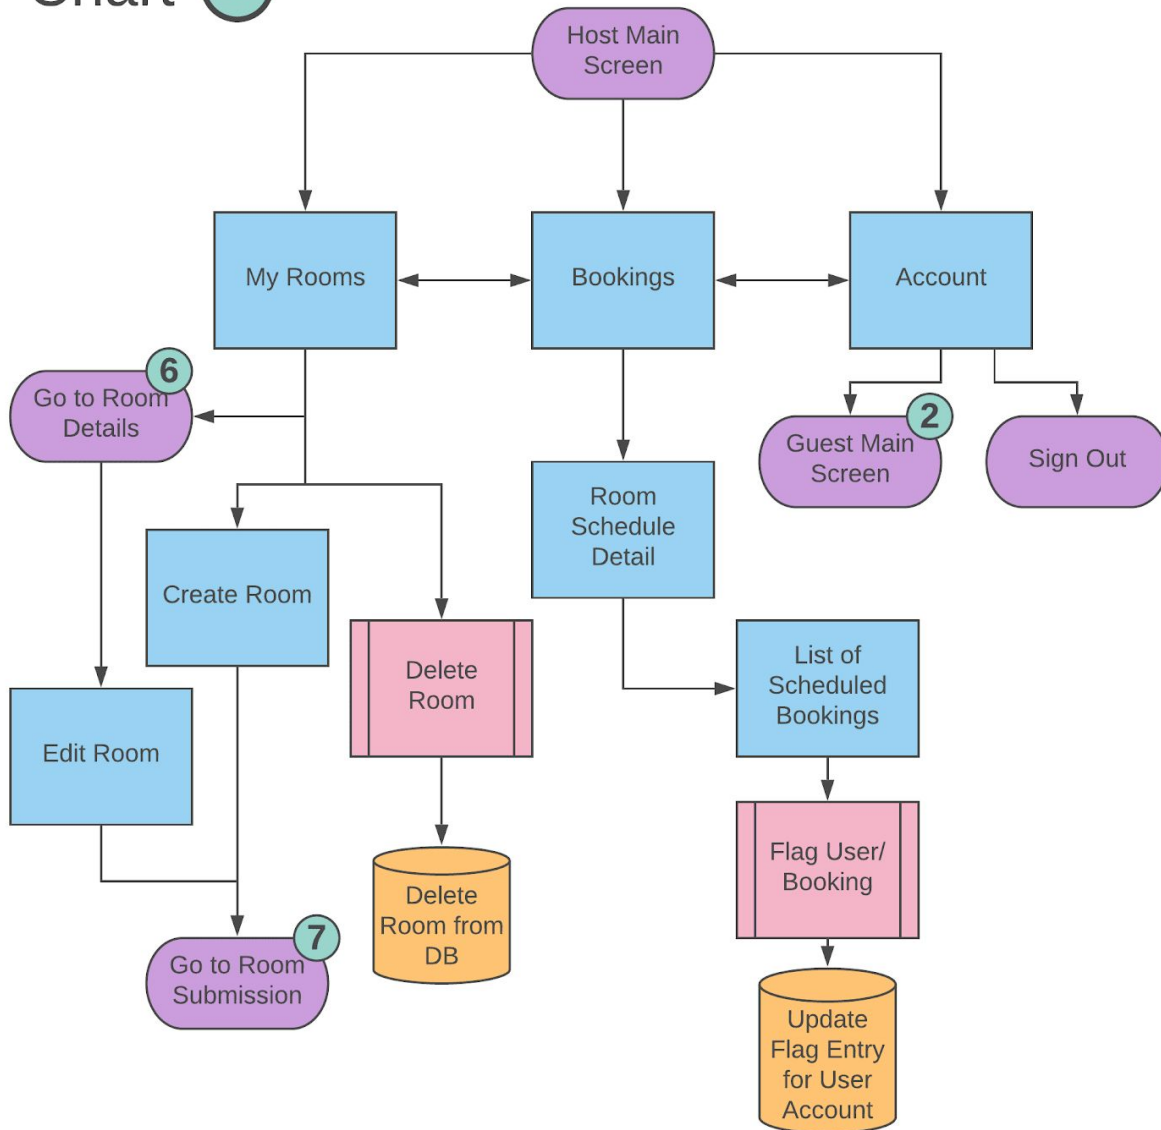 Chart
Host Main
Screen
My Rooms
Bookings
Account
6
Go to Room
Details
2
Guest Main
Screen
Sign Out
Room
Schedule
Detail
Create Room
Delete
Room
List of
Scheduled
Bookings
Edit Room
Flag User/
Booking
Delete
Room from
DB
7
Go to Room
Submission
Update
Flag Entry
for User
Account